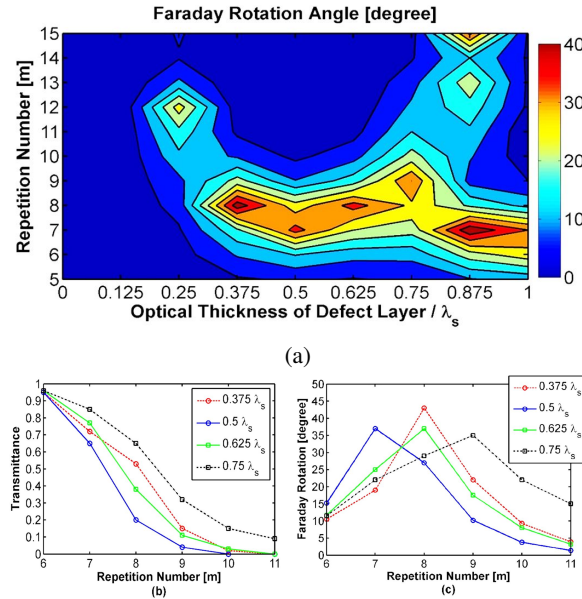 Faraday Rotation Angle [degree]
Repetition Number [m]
15
14
13
12
11
10
9
8
7
6
5
0 0.125 0.25 0.375 0.5 0.625 0.75 0.875 1
Optical Thickness of Defect Layer / λs
40
30
20
10
0
(a)
Transmittance
1
0.9
0.8
0.7
0.6
0.5
0.4
0.3
0.2
0.1
0
6 7 8 9 10 11
Repetition Number [m]
(b)
0.375 λs
0.5 λs
0.625 λs
0.75 λs
Faraday Rotation [degree]
50
45
40
35
30
25
20
15
10
5
0
6 7 8 9 10 11
Repetition Number [m]
(c)
0.375 λs
0.5 λs
0.625 λs
0.75 λs